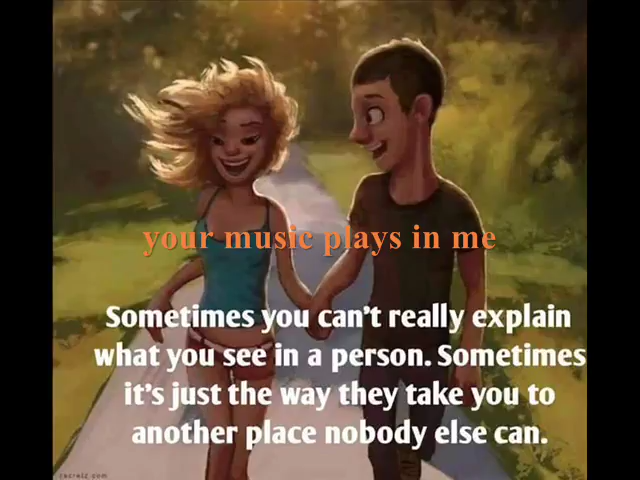 your music plays in me
Sometimes you can't really explain
what you see in a person. Sometimes
it's just the way they take you to
another place nobody else can.